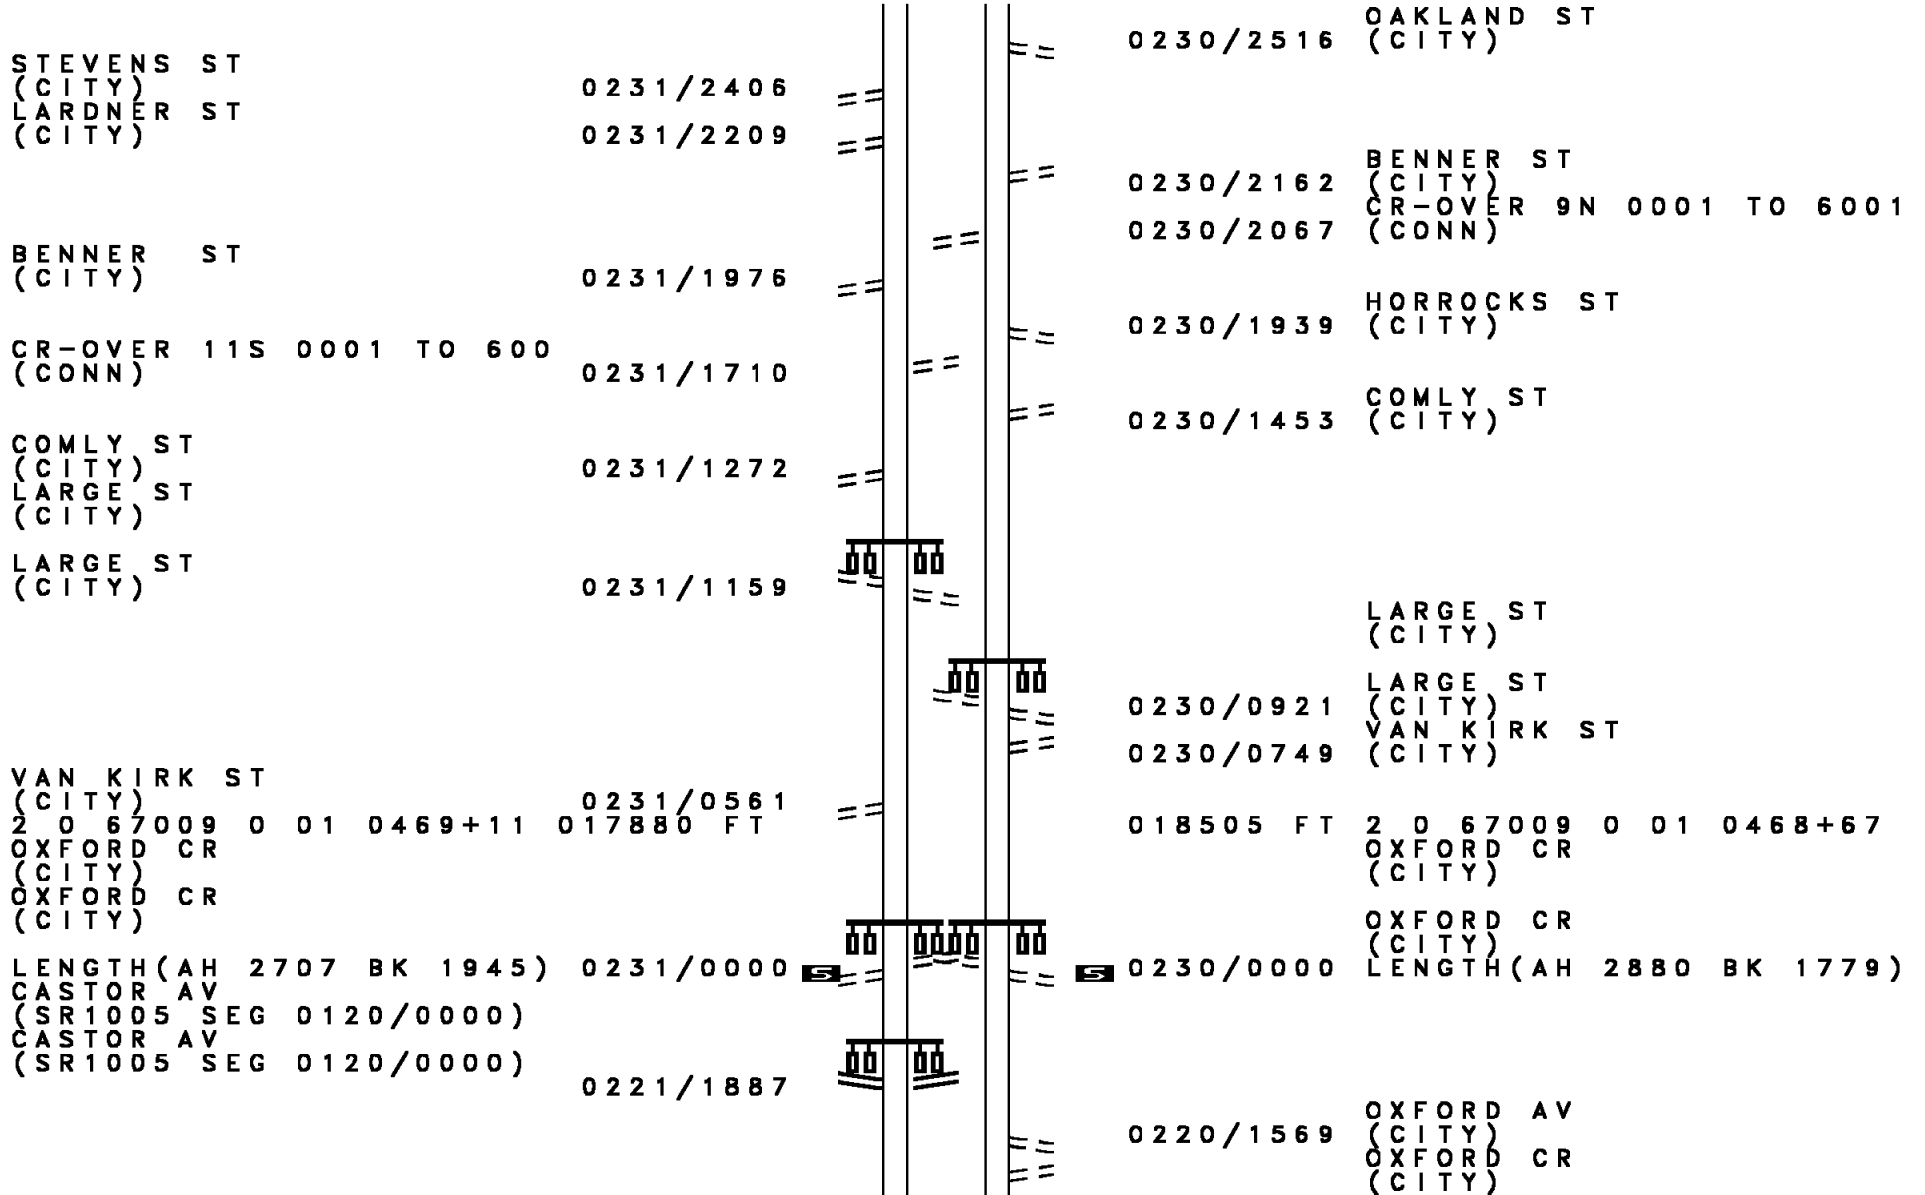 OAKLAND ST
0230/2516 (CITY)
STEVENS ST
(CITY) 0231/2406
LARDNER ST
(CITY) 0231/2209
BENNER ST
0230/2162 (CITY)
CR-OVER 9N 0001 TO 6001
0230/2067 (CONN)
BENNER ST
(CITY) 0231/1976
HORROCKS ST
0230/1939 (CITY)
CR-OVER 11S 0001 TO 600
(CONN) 0231/1710
COMLY ST
0230/1453 (CITY)
COMLY ST
(CITY) 0231/1272
LARGE ST
(CITY)
LARGE ST
(CITY) 0231/1159
LARGE ST
(CITY)
LARGE ST
0230/0921 (CITY)
VAN KIRK ST
0230/0749 (CITY)
VAN KIRK ST
(CITY) 0231/0561
2 0 67009 0 01 0469+11 017880 FT 018505 FT 2 0 67009 0 01 0468+67
OXFORD CR OXFORD CR
(CITY) (CITY)
OXFORD CR
(CITY) OXFORD CR
(CITY)
LENGTH(AH 2707 BK 1945) 0231/0000 S S 0230/0000 LENGTH(AH 2880 BK 1779)
CASTOR AV
(SR1005 SEG 0120/0000)
CASTOR AV
(SR1005 SEG 0120/0000)
0221/1887
OXFORD AV
0220/1569 (CITY)
OXFORD CR
(CITY)